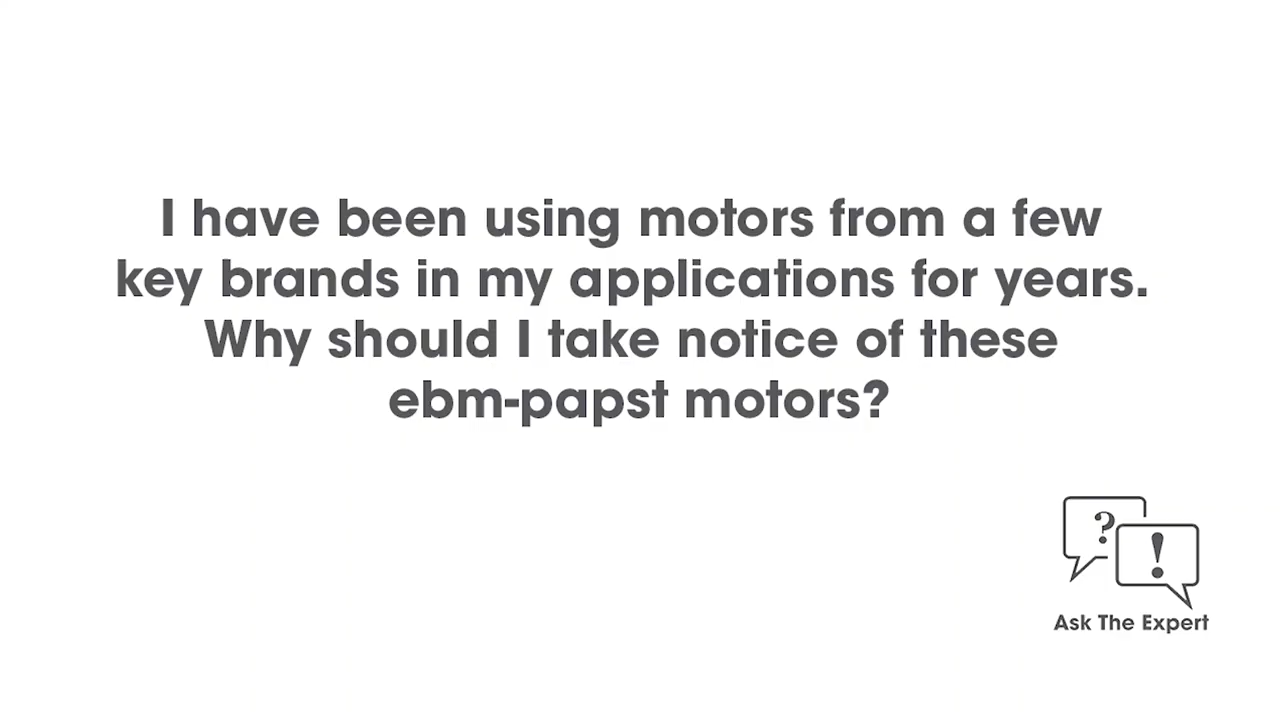 I have been using motors from a few
key brands in my applications for years.
Why should I take notice of these
ebm-papst motors?
? !
Ask The Expert